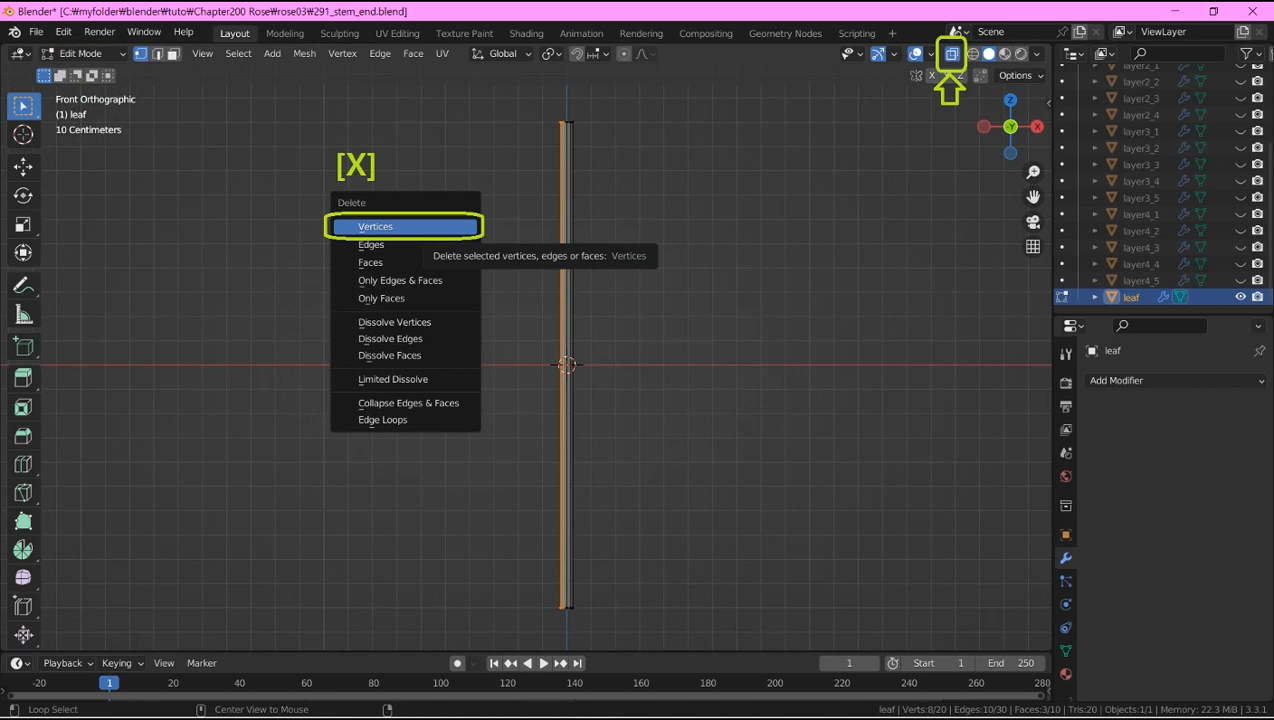 Blender* [C:₩myfolder₩blender₩tuto₩Chapter200 Rose₩rose03₩291_stem_end.blend]
File Edit Render Window Help Layout Modeling Sculpting UV Editing Texture Paint Shading Animation Rendering Compositing Geometry Nodes Scripting Scene ViewLayer
Edit Mode View Select Add Mesh Vertex Edge Face UV Global
X Z Options
Front Orthographic
(1) leaf
10 Centimeters
[X]
Delete
Vertices
Edges
Faces
Only Edges & Faces
Only Faces
Dissolve Vertices
Dissolve Edges
Dissolve Faces
Limited Dissolve
Collapse Edges & Faces
Edge Loops
Delete selected vertices, edges or faces: Vertices
Z
Y
X
layer2_1
layer2_2
layer2_3
layer2_4
layer3_1
layer3_2
layer3_3
layer3_4
layer3_5
layer4_1
layer4_2
layer4_3
layer4_4
layer4_5
leaf
leaf
Add Modifier
Playback Keying View Marker 1 Start 1 End 250
-20 1 20 40 60 80 100 120 140 160 180 200 220 240 260 280
Loop Select Center View to Mouse leaf | Verts:8/20 | Edges:10/30 | Faces:3/10 | Tris:20 | Objects:1/1 | Memory: 22.3 MiB | 3.3.1